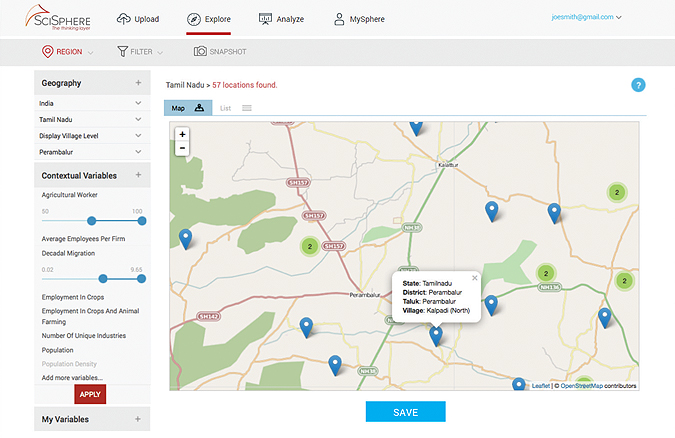 SciSphere
The thinking layer
Upload
Explore
Analyze
MySphere
joesmith@gmail.com
REGION
FILTER
SNAPSHOT
Geography +
India
Tamil Nadu
Display Village Level
Perambalur
Contextual Variables +
Agricultural Worker
50 100
Average Employees Per Firm
Decadal Migration
0.02 9.65
Employment In Crops
Employment In Crops And Animal
Farming
Number Of Unique Industries
Population
Population Density
Add more variables...
APPLY
My Variables +
Tamil Nadu > 57 locations found.
?
Map
List
+
−
Kalattur
SH157
2
SH157
NH38
2
SH157
2
NH136
2
Perambalur
×
State: Tamilnadu
District: Perambalur
Taluk: Perambalur
Village: Kalpadi (North)
SH142
NH38
Leaflet | © OpenStreetMap contributors
SAVE